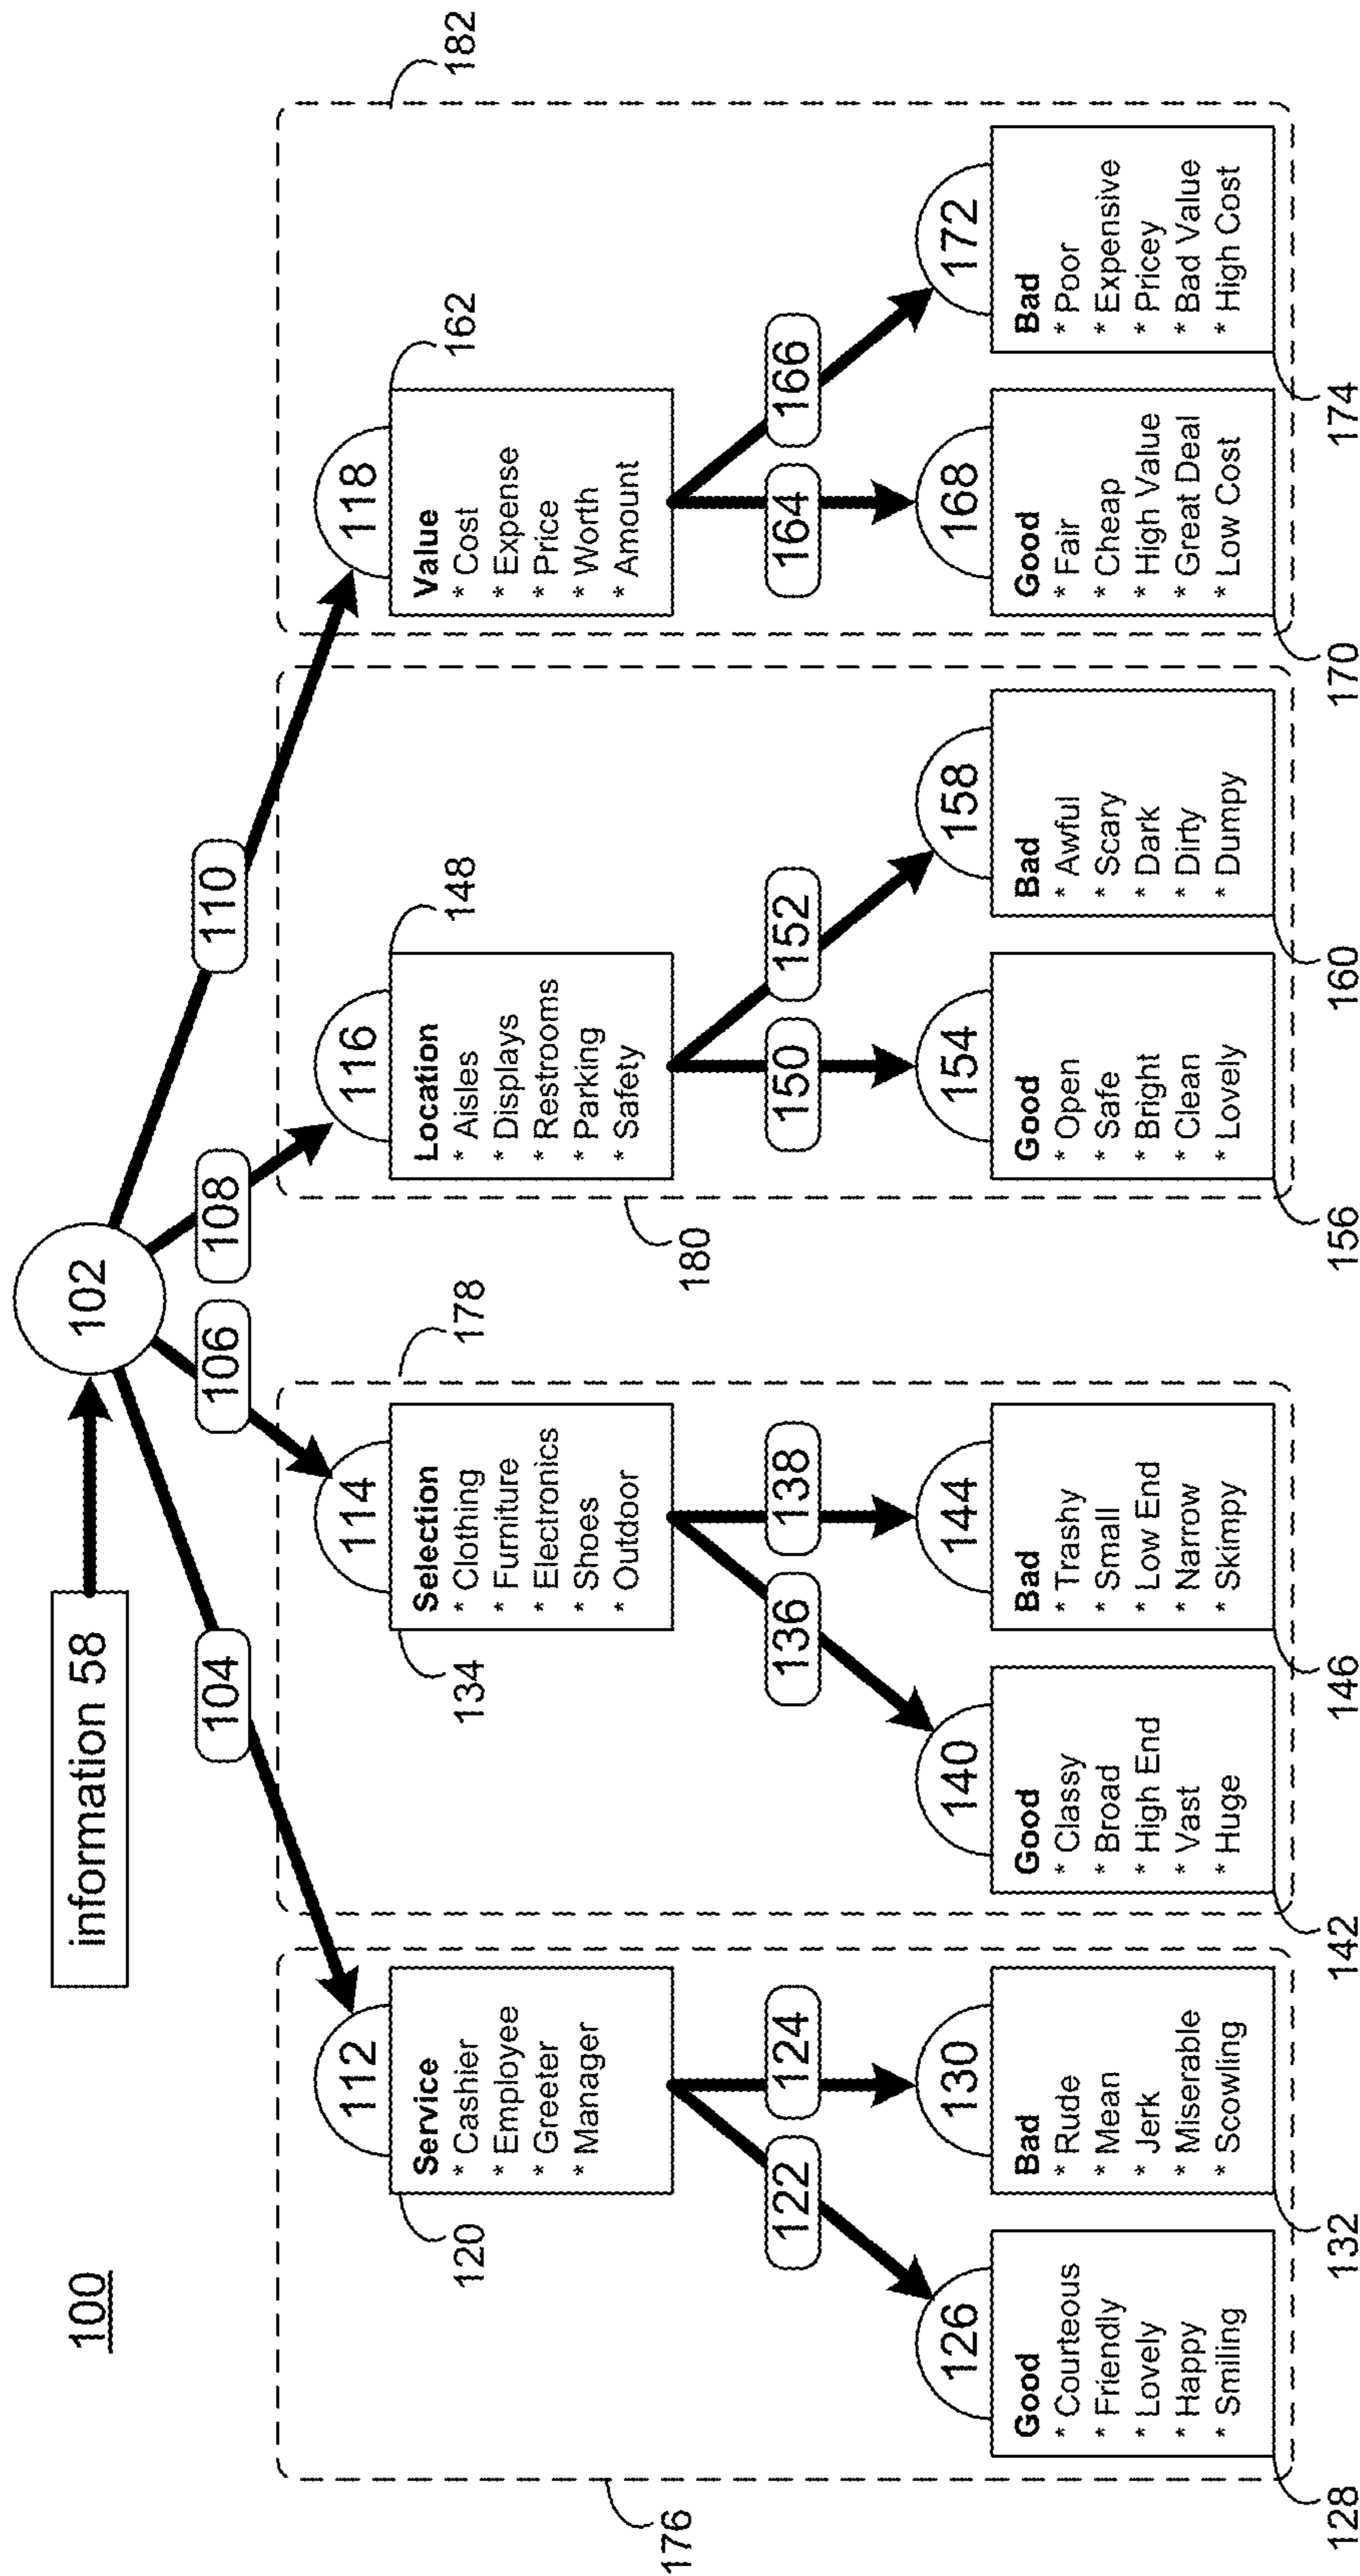 100
information 58
102
104
106
108
110
176
112
Service
* Cashier
* Employee
* Greeter
* Manager
120
122
124
126
Good
* Courteous
* Friendly
* Lovely
* Happy
* Smiling
128
130
Bad
* Rude
* Mean
* Jerk
* Miserable
* Scowling
132
178
114
Selection
* Clothing
* Furniture
* Electronics
* Shoes
* Outdoor
134
136
138
140
Good
* Classy
* Broad
* High End
* Vast
* Huge
142
144
Bad
* Trashy
* Small
* Low End
* Narrow
* Skimpy
146
180
116
Location
* Aisles
* Displays
* Restrooms
* Parking
* Safety
148
150
152
154
Good
* Open
* Safe
* Bright
* Clean
* Lovely
156
158
Bad
* Awful
* Scary
* Dark
* Dirty
* Dumpy
160
182
118
Value
* Cost
* Expense
* Price
* Worth
* Amount
162
164
166
168
Good
* Fair
* Cheap
* High Value
* Great Deal
* Low Cost
170
172
Bad
* Poor
* Expensive
* Pricey
* Bad Value
* High Cost
174